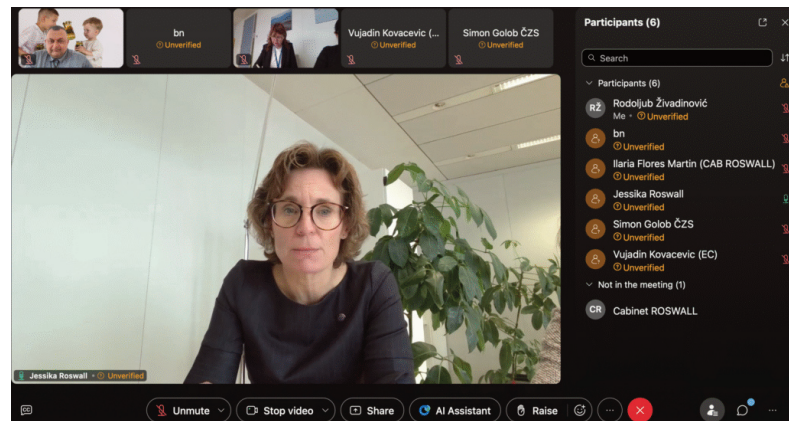 bn
Unverified
Vujadin Kovacevic (...
Unverified
Simon Golob ČZS
Unverified
Jessika Roswall • Unverified
Participants (6)
Search
Participants (6)
RŽ
Rodoljub Živadinović
Me • Unverified
bn
Unverified
Ilaria Flores Martin (CAB ROSWALL)
Unverified
Jessika Roswall
Unverified
Simon Golob ČZS
Unverified
Vujadin Kovacevic (EC)
Unverified
Not in the meeting (1)
CR
Cabinet ROSWALL
CC
Unmute
Stop video
Share
AI Assistant
Raise